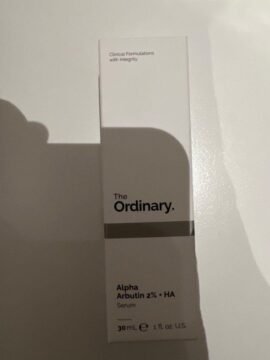 Clinical Formulations
with Integrity.
The
Ordinary.
Alpha
Arbutin 2% + HA
Serum
30 ml ℮ 1 fl. oz. U.S.